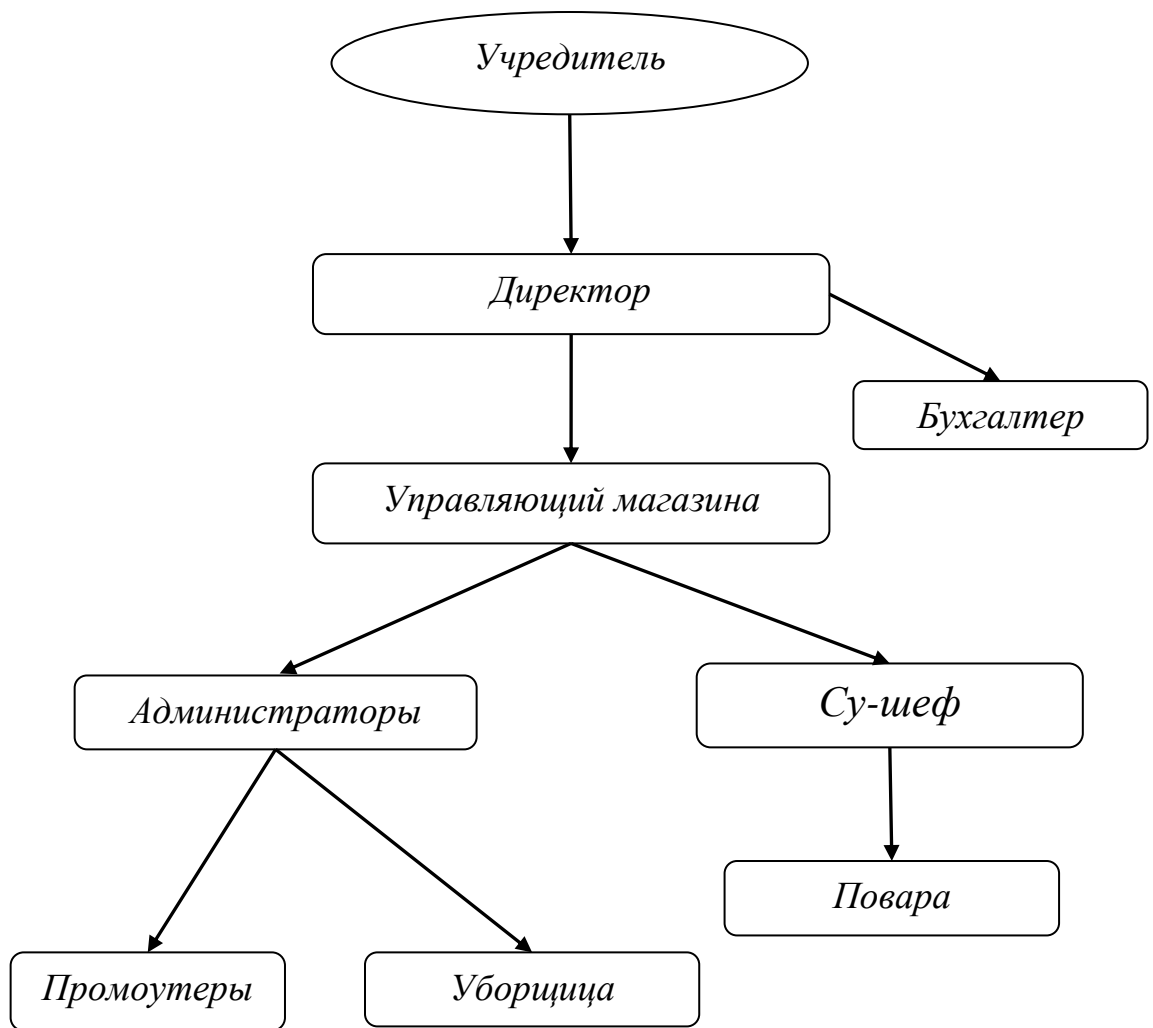 Учредитель
Директор
Бухгалтер
Управляющий магазина
Администраторы
Су-шеф
Повара
Промоутеры
Уборщица